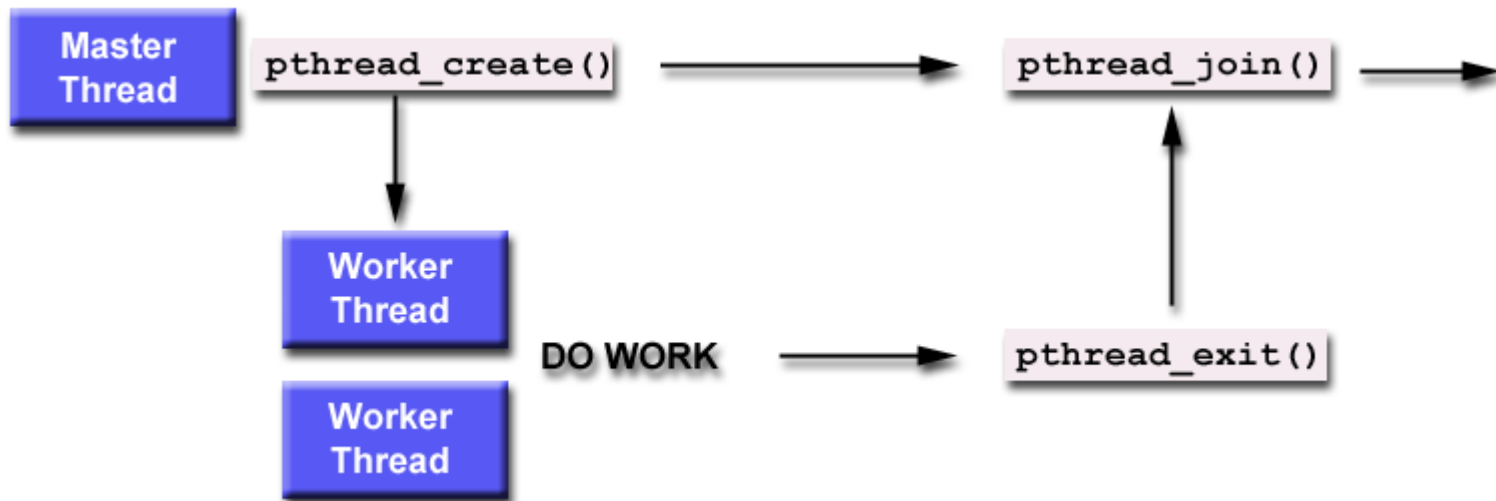 Master
Thread
pthread_create()
pthread_join()
Worker
Thread
DO WORK
pthread_exit()
Worker
Thread